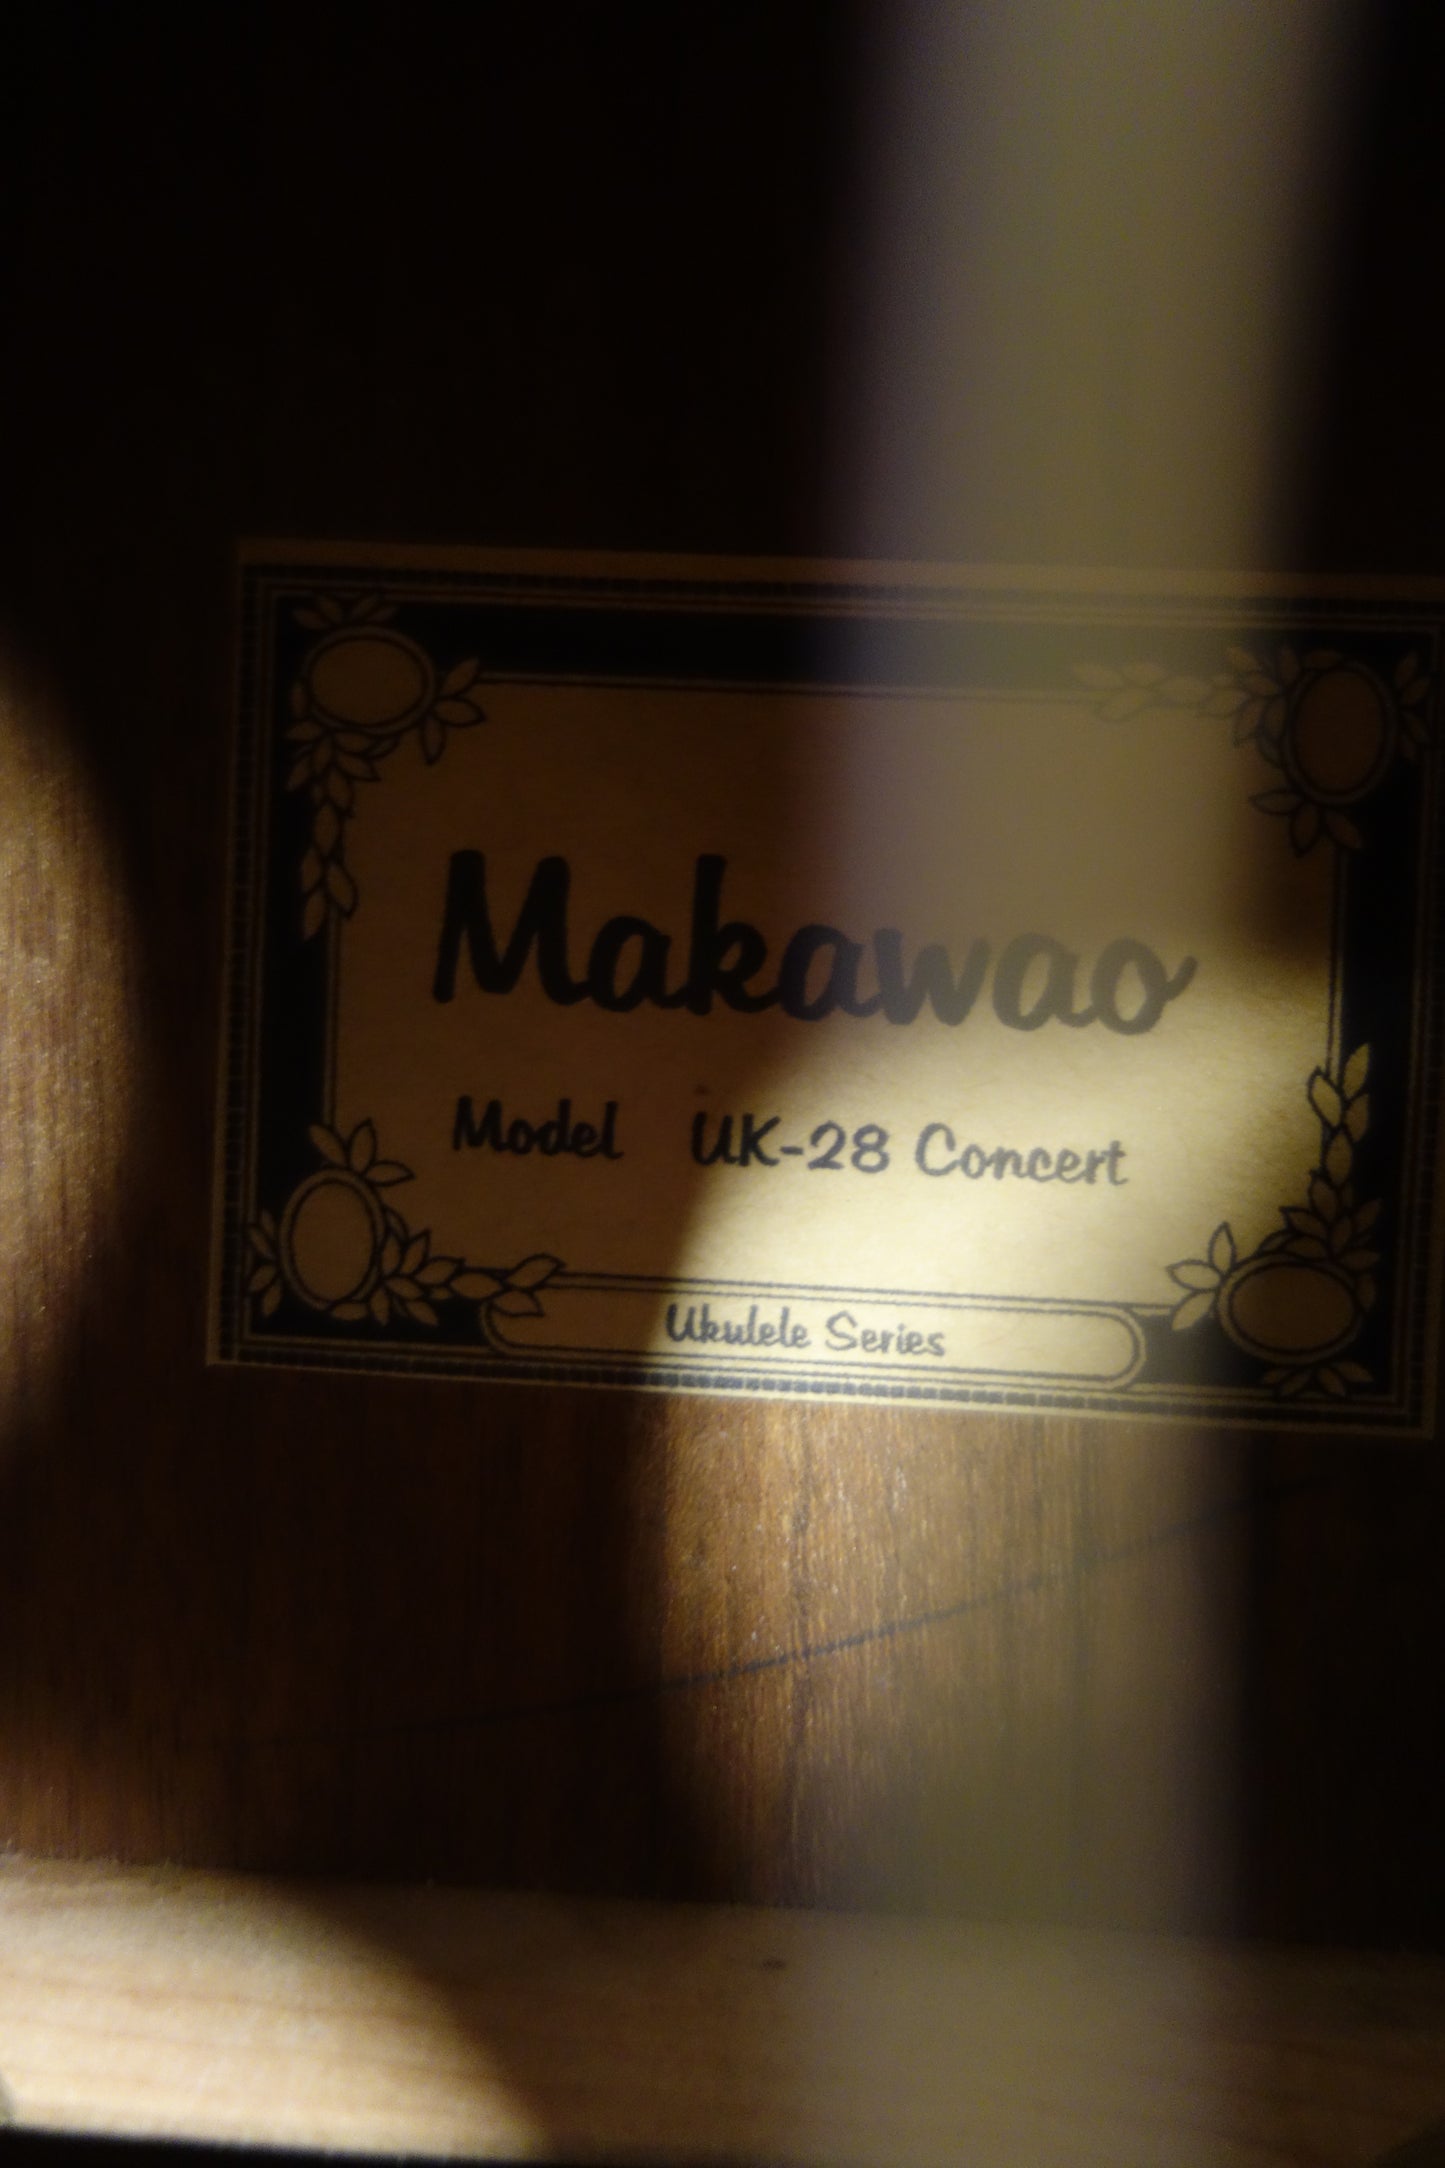 Makawao
Model UK-28 Concert
Ukulele Series